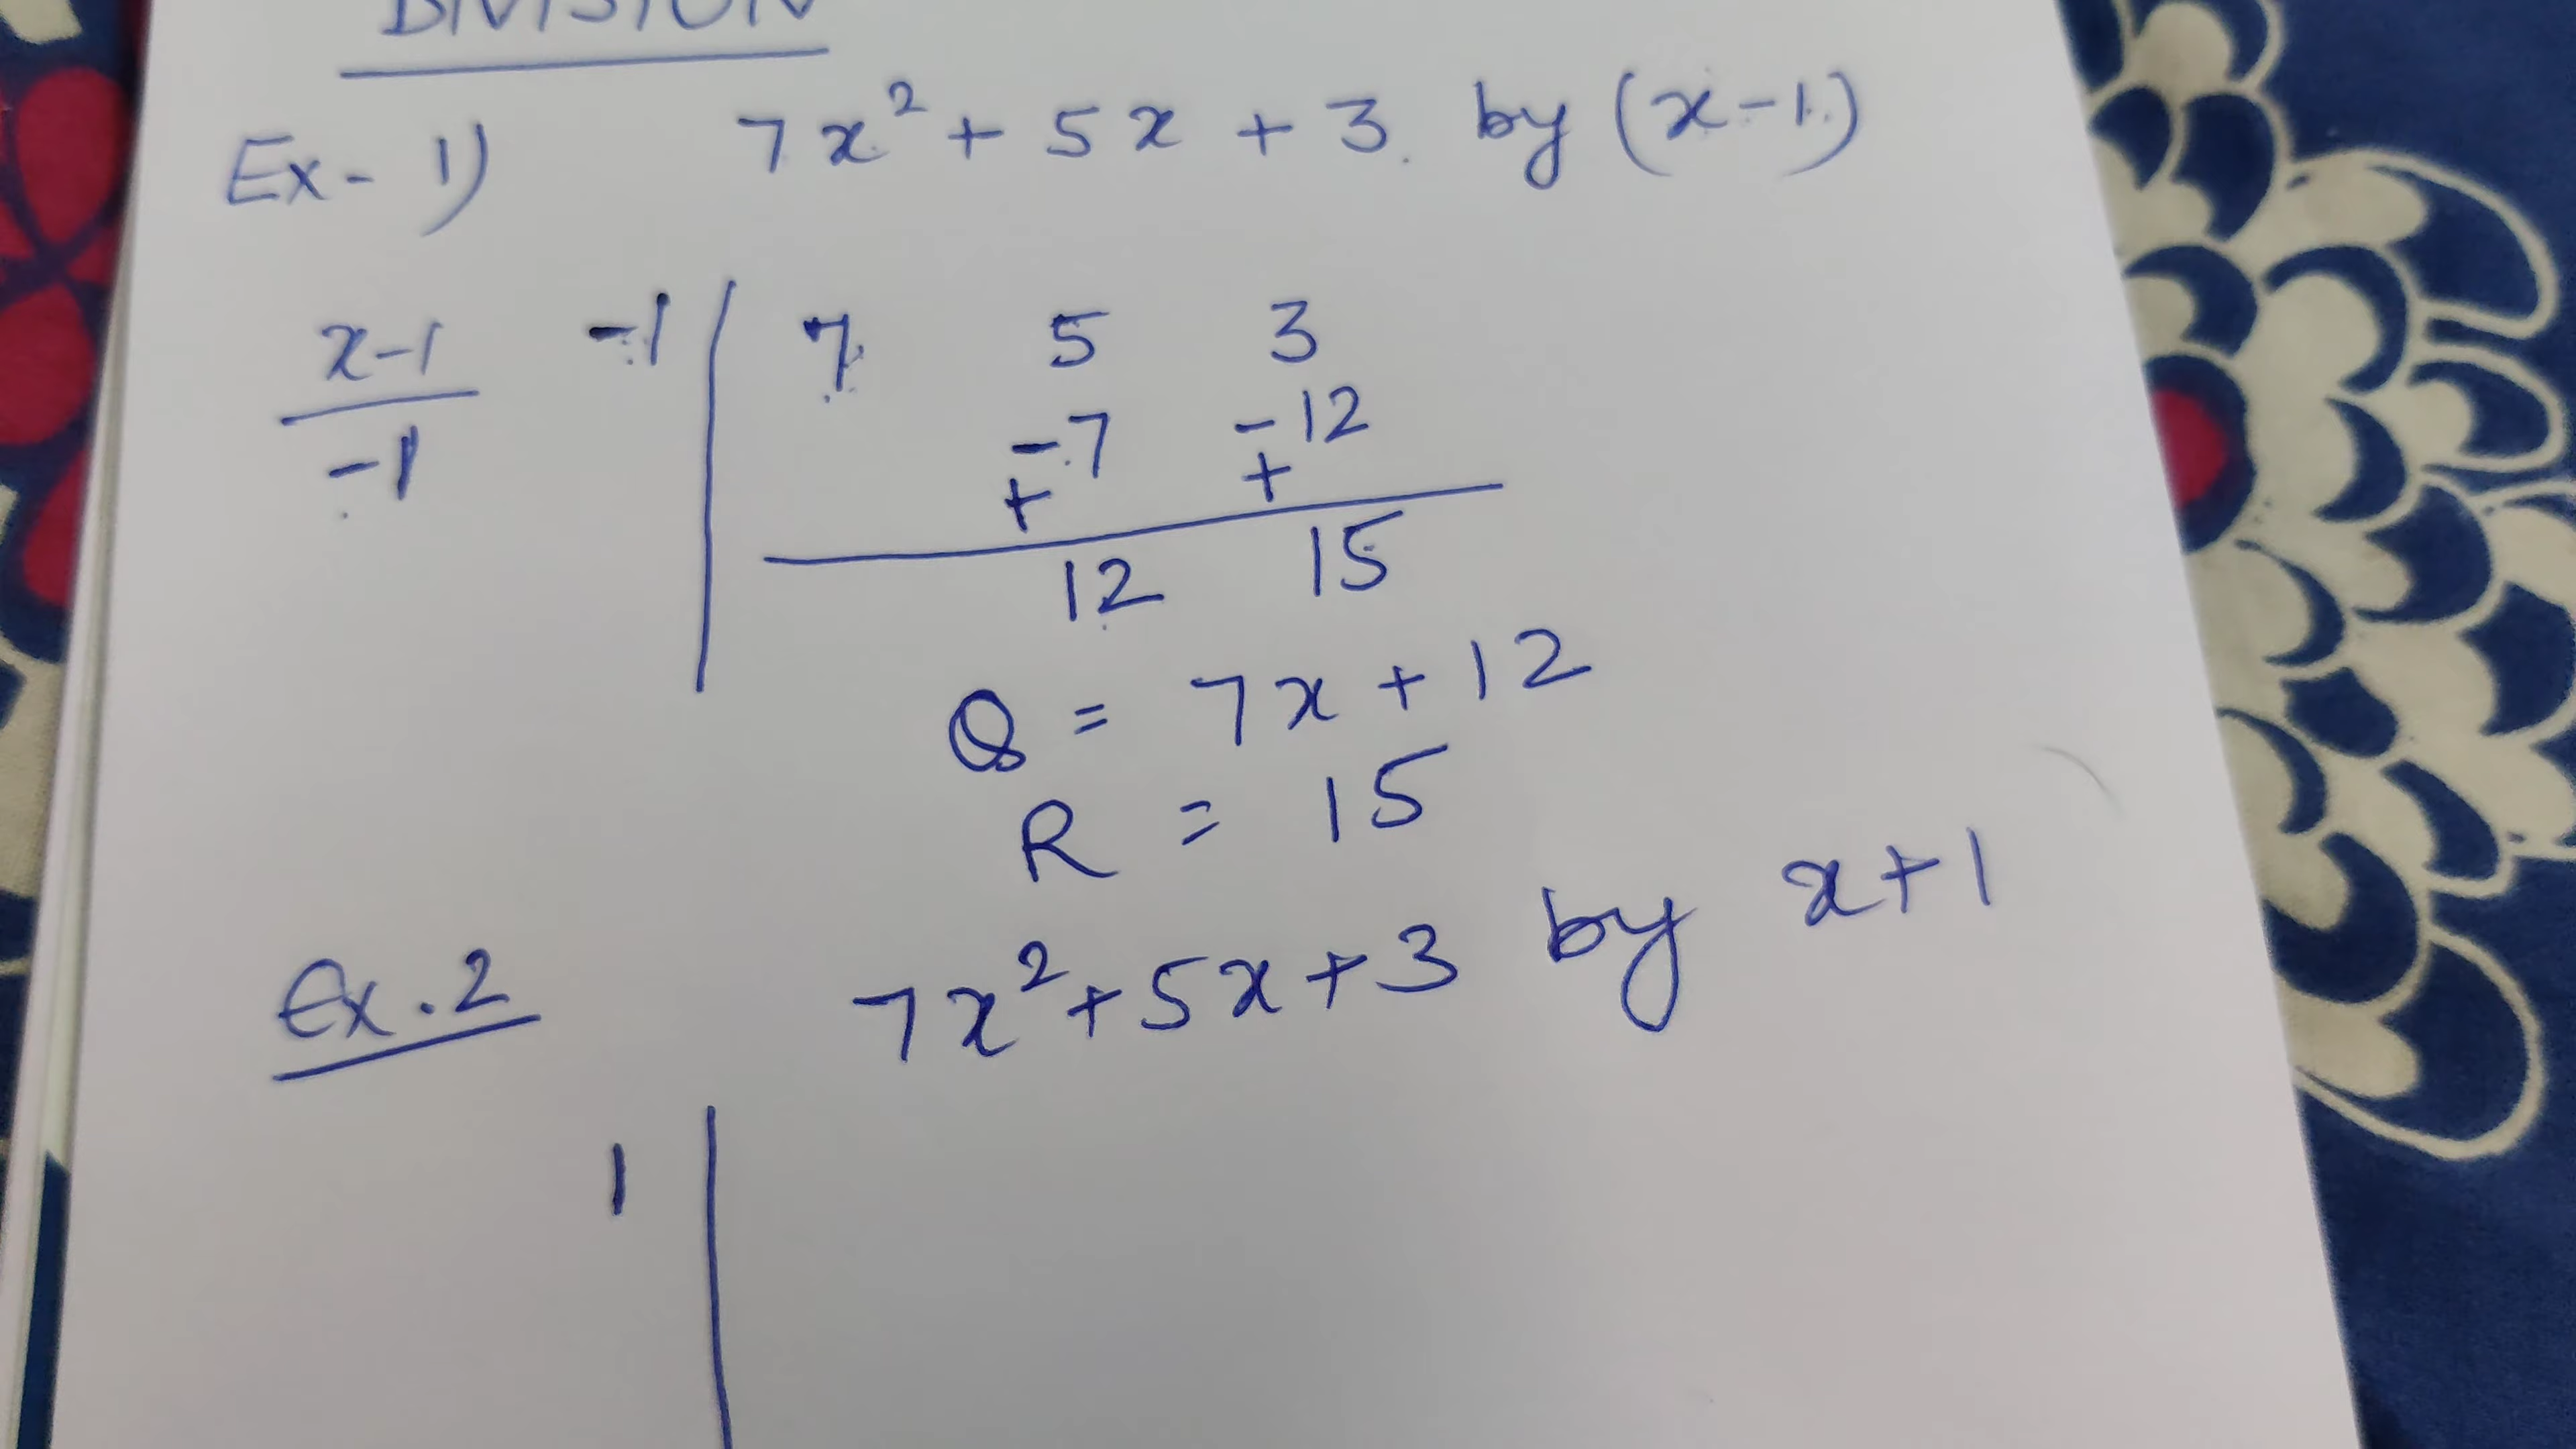 DIVISION
Ex- 1) 7x² + 5x + 3 by (x-1)
x-1 -1 | 7 5 3
-1 -7 -12
+ +
12 15
Q = 7x + 12
R = 15
Ex.2 7x²+5x+3 by x+1
1 |